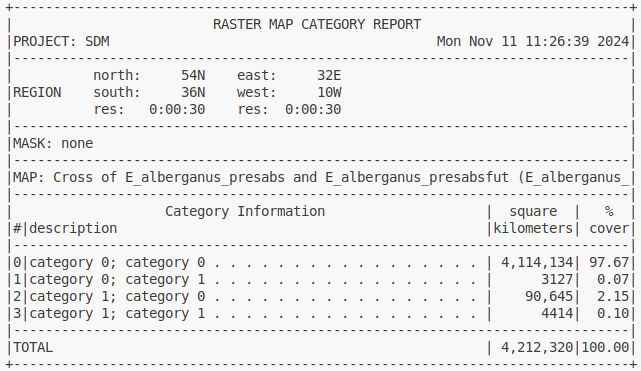 +-----------------------------------------------------------------------------+
|                         RASTER MAP CATEGORY REPORT                          |
|PROJECT: SDM                                         Mon Nov 11 11:26:39 2024|
|-----------------------------------------------------------------------------|
|          north:     54N    east:      32E                                   |
|REGION    south:     36N    west:      10W                                   |
|          res:   0:00:30    res:   0:00:30                                   |
|-----------------------------------------------------------------------------|
|MASK: none                                                                   |
|-----------------------------------------------------------------------------|
|MAP: Cross of E_alberganus_presabs and E_alberganus_presabsfut (E_alberganus_|
|-----------------------------------------------------------------------------|
|                   Category Information                    |  square  |  %   |
|#|description                                              |kilometers| cover|
|-----------------------------------------------------------------------------|
|0|category 0; category 0 . . . . . . . . . . . . . . . . . | 4,114,134| 97.67|
|1|category 0; category 1 . . . . . . . . . . . . . . . . . |      3127|  0.07|
|2|category 1; category 0 . . . . . . . . . . . . . . . . . |    90,645|  2.15|
|3|category 1; category 1 . . . . . . . . . . . . . . . . . |      4414|  0.10|
|-----------------------------------------------------------------------------|
|TOTAL                                                      | 4,212,320|100.00|
+-----------------------------------------------------------------------------+